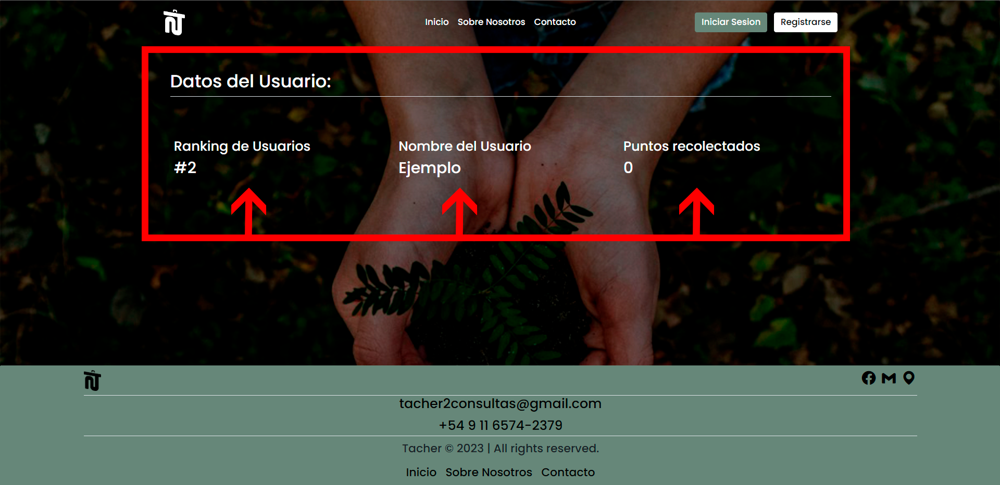 Inicio Sobre Nosotros Contacto Iniciar Sesion Registrarse
Datos del Usuario:
Ranking de Usuarios Nombre del Usuario Puntos recolectados
#2 Ejemplo 0
tacher2consultas@gmail.com
+54 9 11 6574-2379
Tacher © 2023 | All rights reserved.
Inicio Sobre Nosotros Contacto